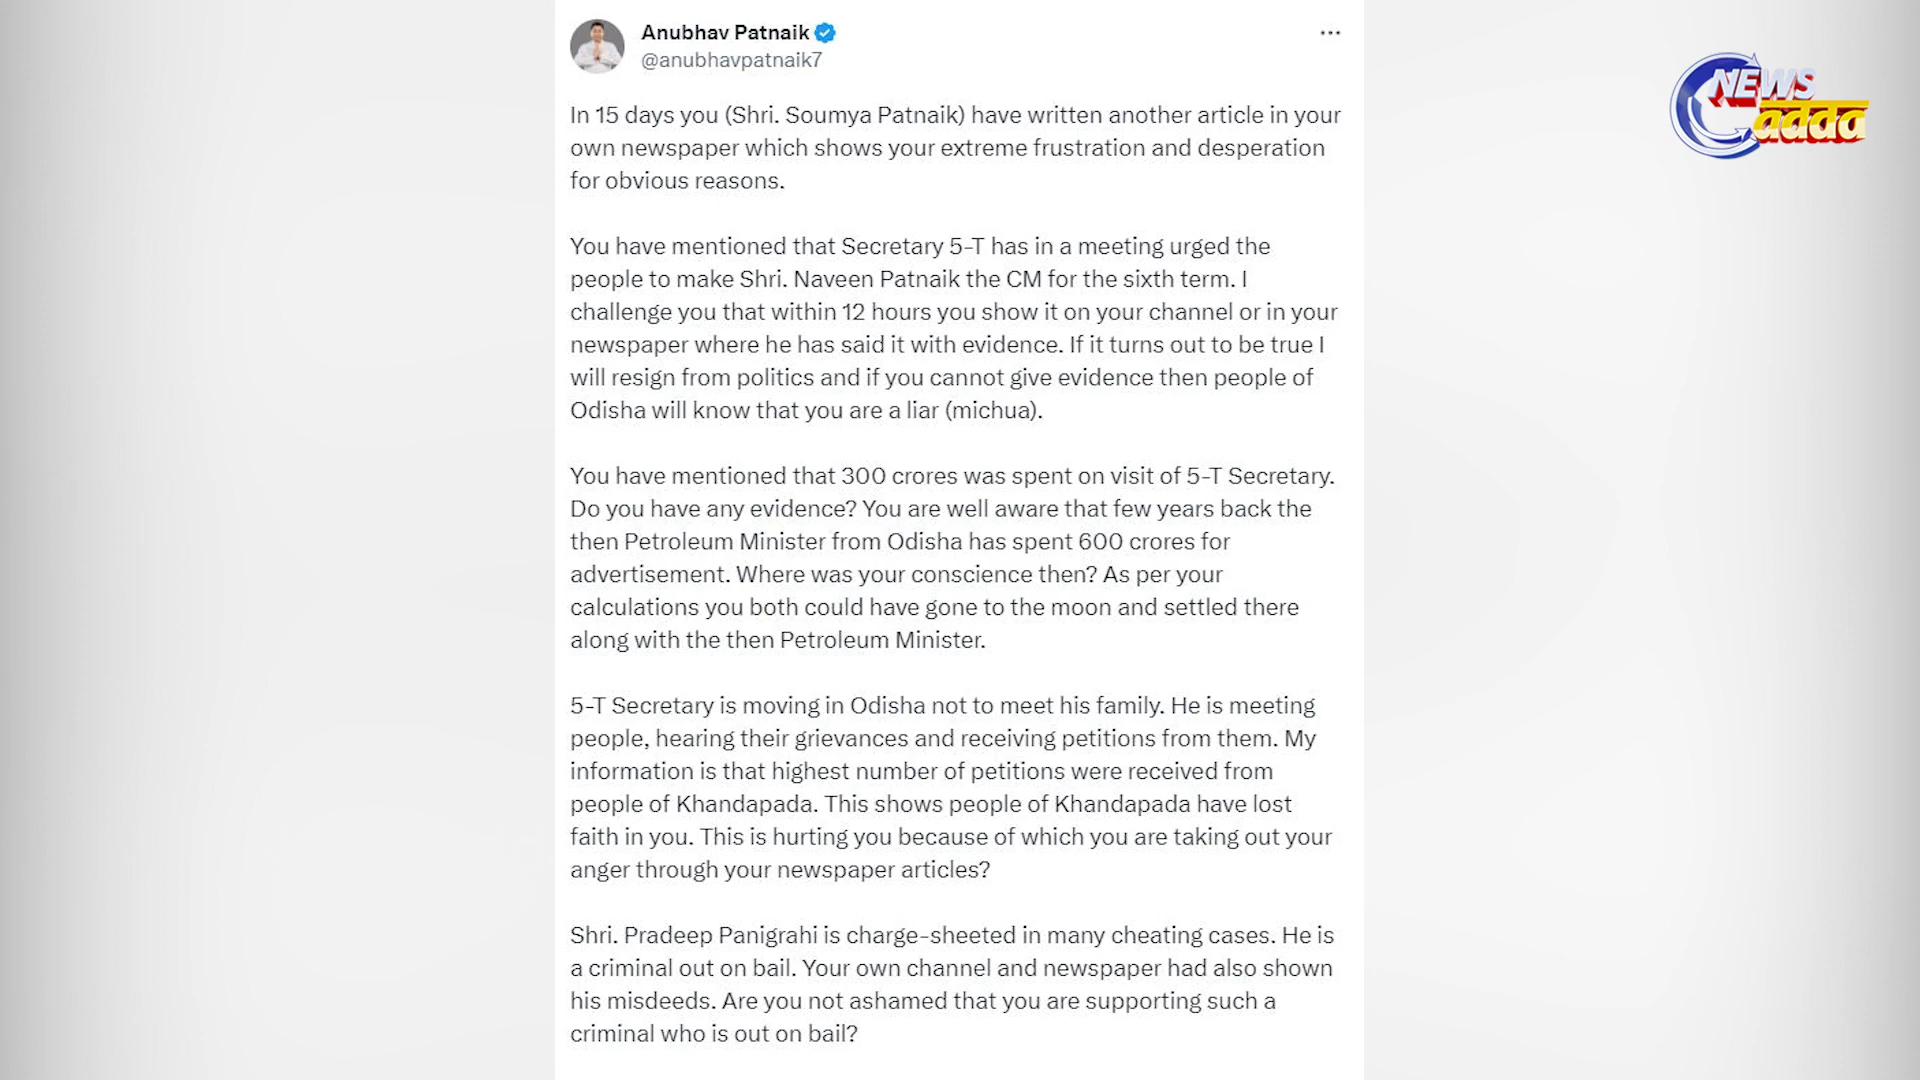 Anubhav Patnaik
@anubhavpatnaik7
NEWS
adda
In 15 days you (Shri. Soumya Patnaik) have written another article in your
own newspaper which shows your extreme frustration and desperation
for obvious reasons.
You have mentioned that Secretary 5-T has in a meeting urged the
people to make Shri. Naveen Patnaik the CM for the sixth term. I
challenge you that within 12 hours you show it on your channel or in your
newspaper where he has said it with evidence. If it turns out to be true I
will resign from politics and if you cannot give evidence then people of
Odisha will know that you are a liar (michua).
You have mentioned that 300 crores was spent on visit of 5-T Secretary.
Do you have any evidence? You are well aware that few years back the
then Petroleum Minister from Odisha has spent 600 crores for
advertisement. Where was your conscience then? As per your
calculations you both could have gone to the moon and settled there
along with the then Petroleum Minister.
5-T Secretary is moving in Odisha not to meet his family. He is meeting
people, hearing their grievances and receiving petitions from them. My
information is that highest number of petitions were received from
people of Khandapada. This shows people of Khandapada have lost
faith in you. This is hurting you because of which you are taking out your
anger through your newspaper articles?
Shri. Pradeep Panigrahi is charge-sheeted in many cheating cases. He is
a criminal out on bail. Your own channel and newspaper had also shown
his misdeeds. Are you not ashamed that you are supporting such a
criminal who is out on bail?